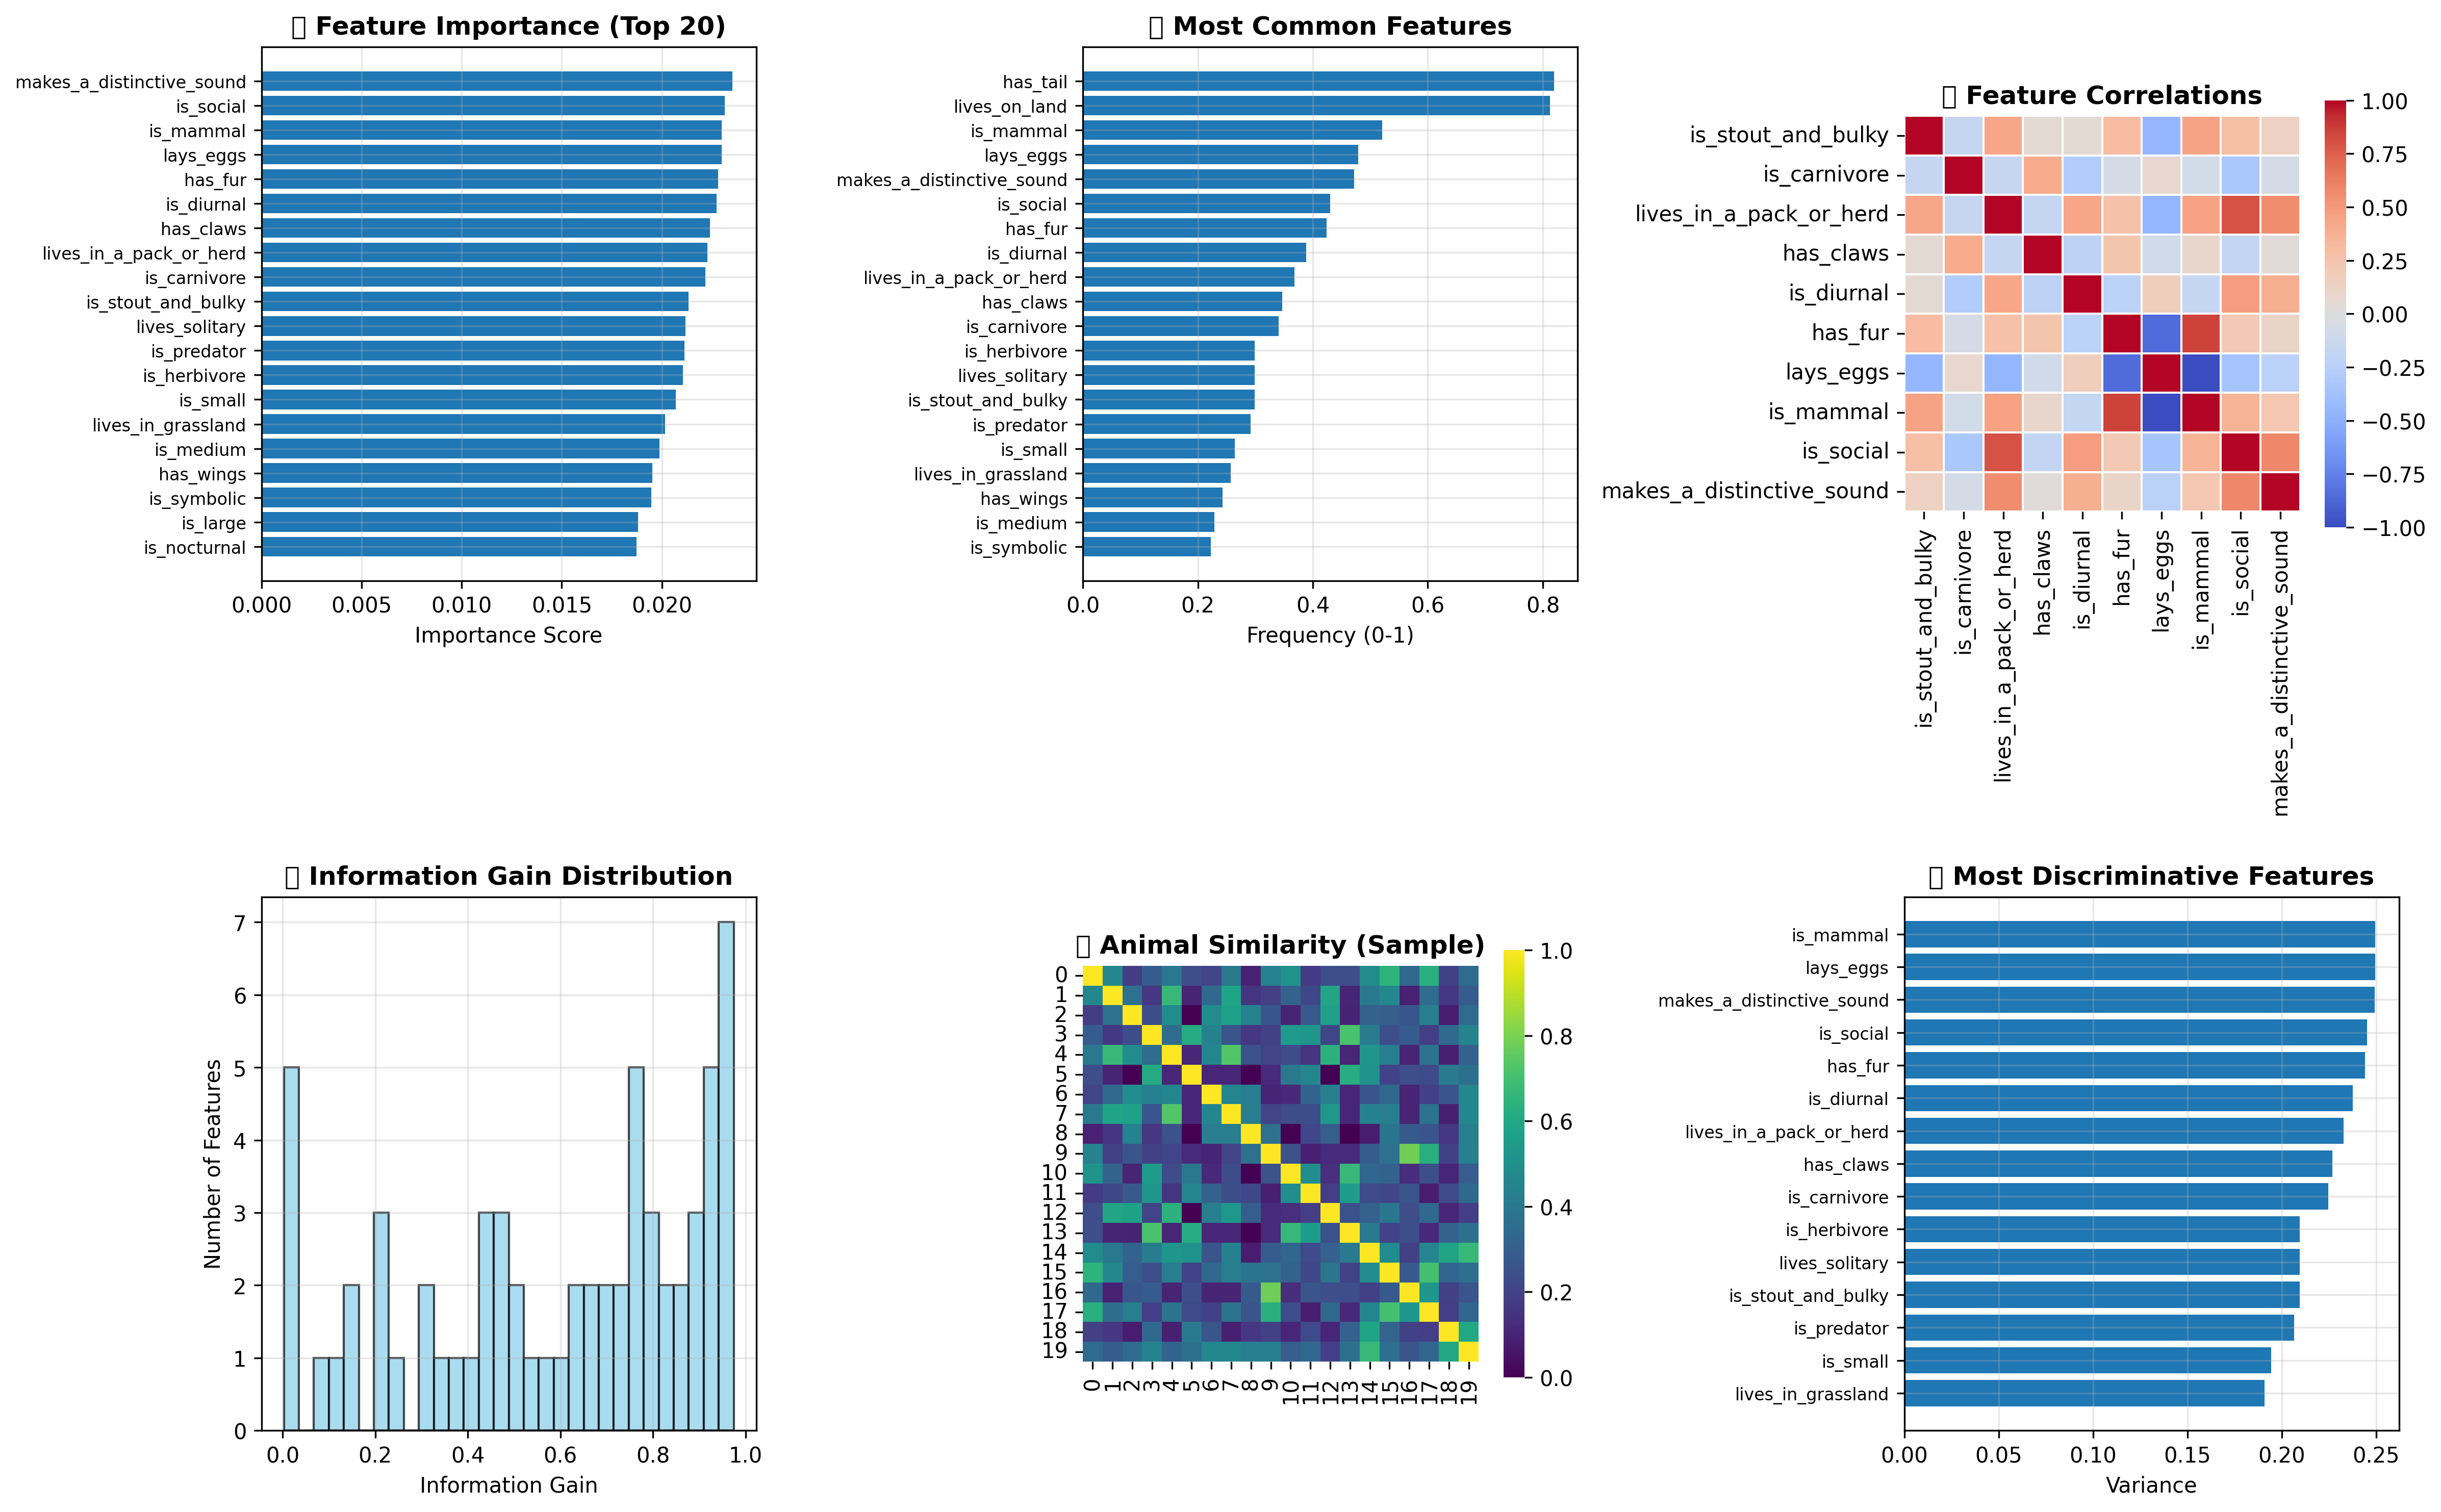 Feature Importance (Top 20)
makes_a_distinctive_sound
is_social
is_mammal
lays_eggs
has_fur
is_diurnal
has_claws
lives_in_a_pack_or_herd
is_carnivore
is_stout_and_bulky
lives_solitary
is_predator
is_herbivore
is_small
lives_in_grassland
is_medium
has_wings
is_symbolic
is_large
is_nocturnal
0.000 0.005 0.010 0.015 0.020
Importance Score
Most Common Features
has_tail
lives_on_land
is_mammal
lays_eggs
makes_a_distinctive_sound
is_social
has_fur
is_diurnal
lives_in_a_pack_or_herd
has_claws
is_carnivore
is_herbivore
lives_solitary
is_stout_and_bulky
is_predator
is_small
lives_in_grassland
has_wings
is_medium
is_symbolic
0.0 0.2 0.4 0.6 0.8
Frequency (0-1)
Feature Correlations
is_stout_and_bulky
is_carnivore
lives_in_a_pack_or_herd
has_claws
is_diurnal
has_fur
lays_eggs
is_mammal
is_social
makes_a_distinctive_sound
is_stout_and_bulky
is_carnivore
lives_in_a_pack_or_herd
has_claws
is_diurnal
has_fur
lays_eggs
is_mammal
is_social
makes_a_distinctive_sound
1.00
0.75
0.50
0.25
0.00
−0.25
−0.50
−0.75
−1.00
Information Gain Distribution
Number of Features
7
6
5
4
3
2
1
0
0.0 0.2 0.4 0.6 0.8 1.0
Information Gain
Animal Similarity (Sample)
0
1
2
3
4
5
6
7
8
9
10
11
12
13
14
15
16
17
18
19
0 1 2 3 4 5 6 7 8 9 10 11 12 13 14 15 16 17 18 19
1.0
0.8
0.6
0.4
0.2
0.0
Most Discriminative Features
is_mammal
lays_eggs
makes_a_distinctive_sound
is_social
has_fur
is_diurnal
lives_in_a_pack_or_herd
has_claws
is_carnivore
is_herbivore
lives_solitary
is_stout_and_bulky
is_predator
is_small
lives_in_grassland
0.00 0.05 0.10 0.15 0.20 0.25
Variance